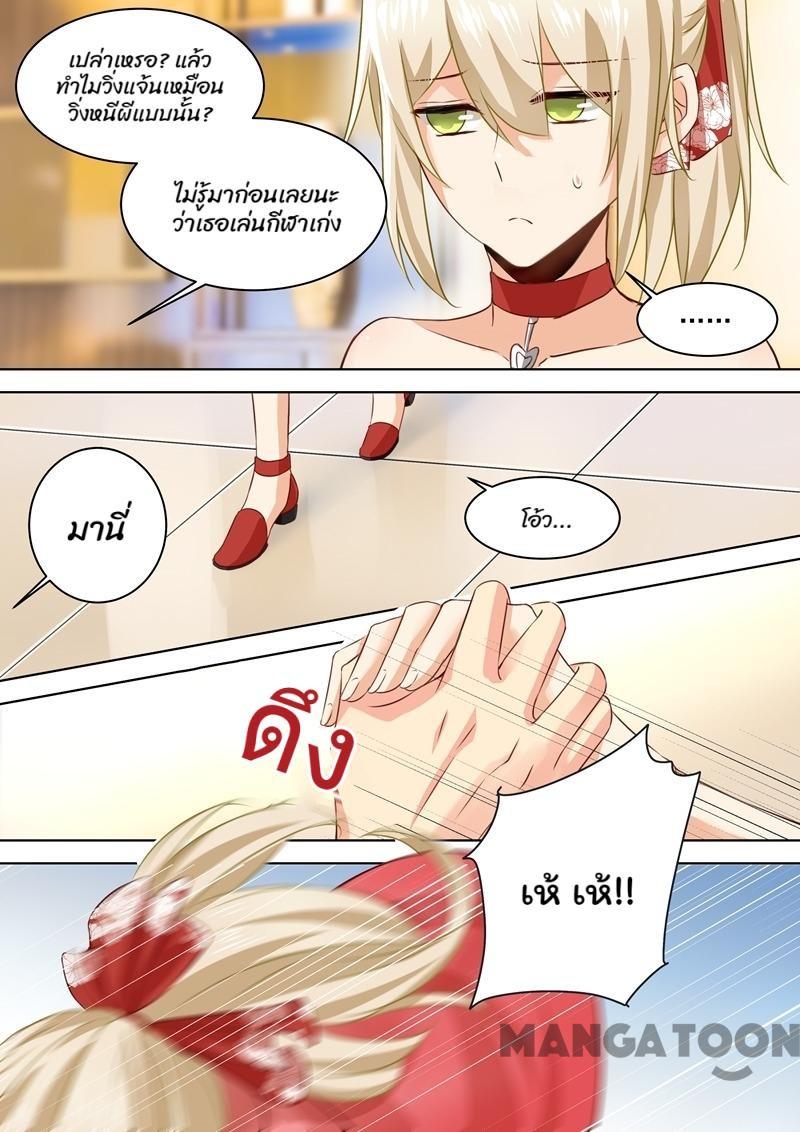 เปล่าเหรอ? แล้ว
ทำไมวิ่งแจ้นเหมือน
วิ่งหนีผีแบบนั้น?
ไม่รู้มาก่อนเลยนะ
ว่าเธอเล่นกีฬาเก่ง
......
มานี่
โอ้ว...
ดึง
เห้ เห้!!
MANGATOON